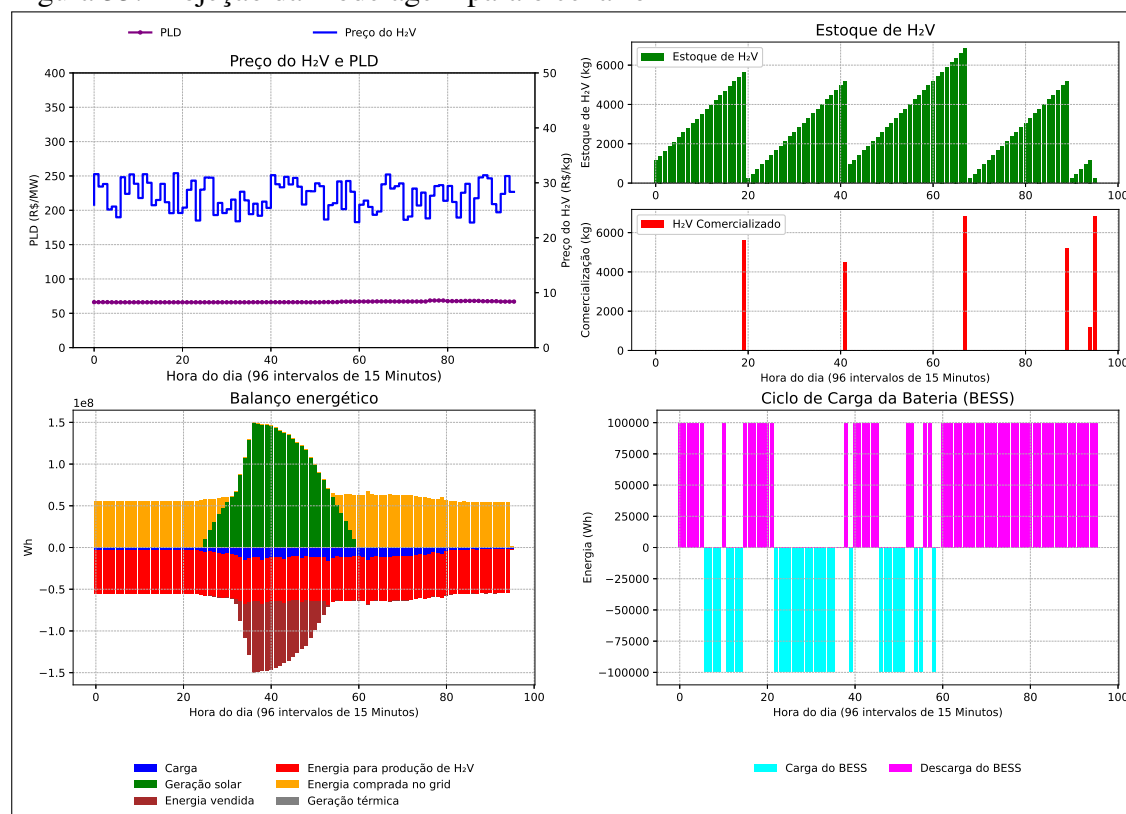 PLD
Preço do H₂V
Preço do H₂V e PLD
400
350
300
250
200
150
100
50
0
PLD (R$/MW)
50
40
30
20
10
0
Preço do H₂V (R$/kg)
0 20 40 60 80
Hora do dia (96 intervalos de 15 Minutos)
Estoque de H₂V
Estoque de H₂V
6000
4000
2000
0
Estoque de H₂V (kg)
H₂V Comercializado
6000
4000
2000
0
Comercialização (kg)
0 20 40 60 80 100
Hora do dia (96 intervalos de 15 Minutos)
Balanço energético
1e8
1.5
1.0
0.5
0.0
−0.5
−1.0
−1.5
Wh
0 20 40 60 80 100
Hora do dia (96 intervalos de 15 Minutos)
Carga
Geração solar
Energia vendida
Energia para produção de H₂V
Energia comprada no grid
Geração térmica
Ciclo de Carga da Bateria (BESS)
100000
75000
50000
25000
0
−25000
−50000
−75000
−100000
Energia (Wh)
0 20 40 60 80 100
Hora do dia (96 intervalos de 15 Minutos)
Carga do BESS
Descarga do BESS